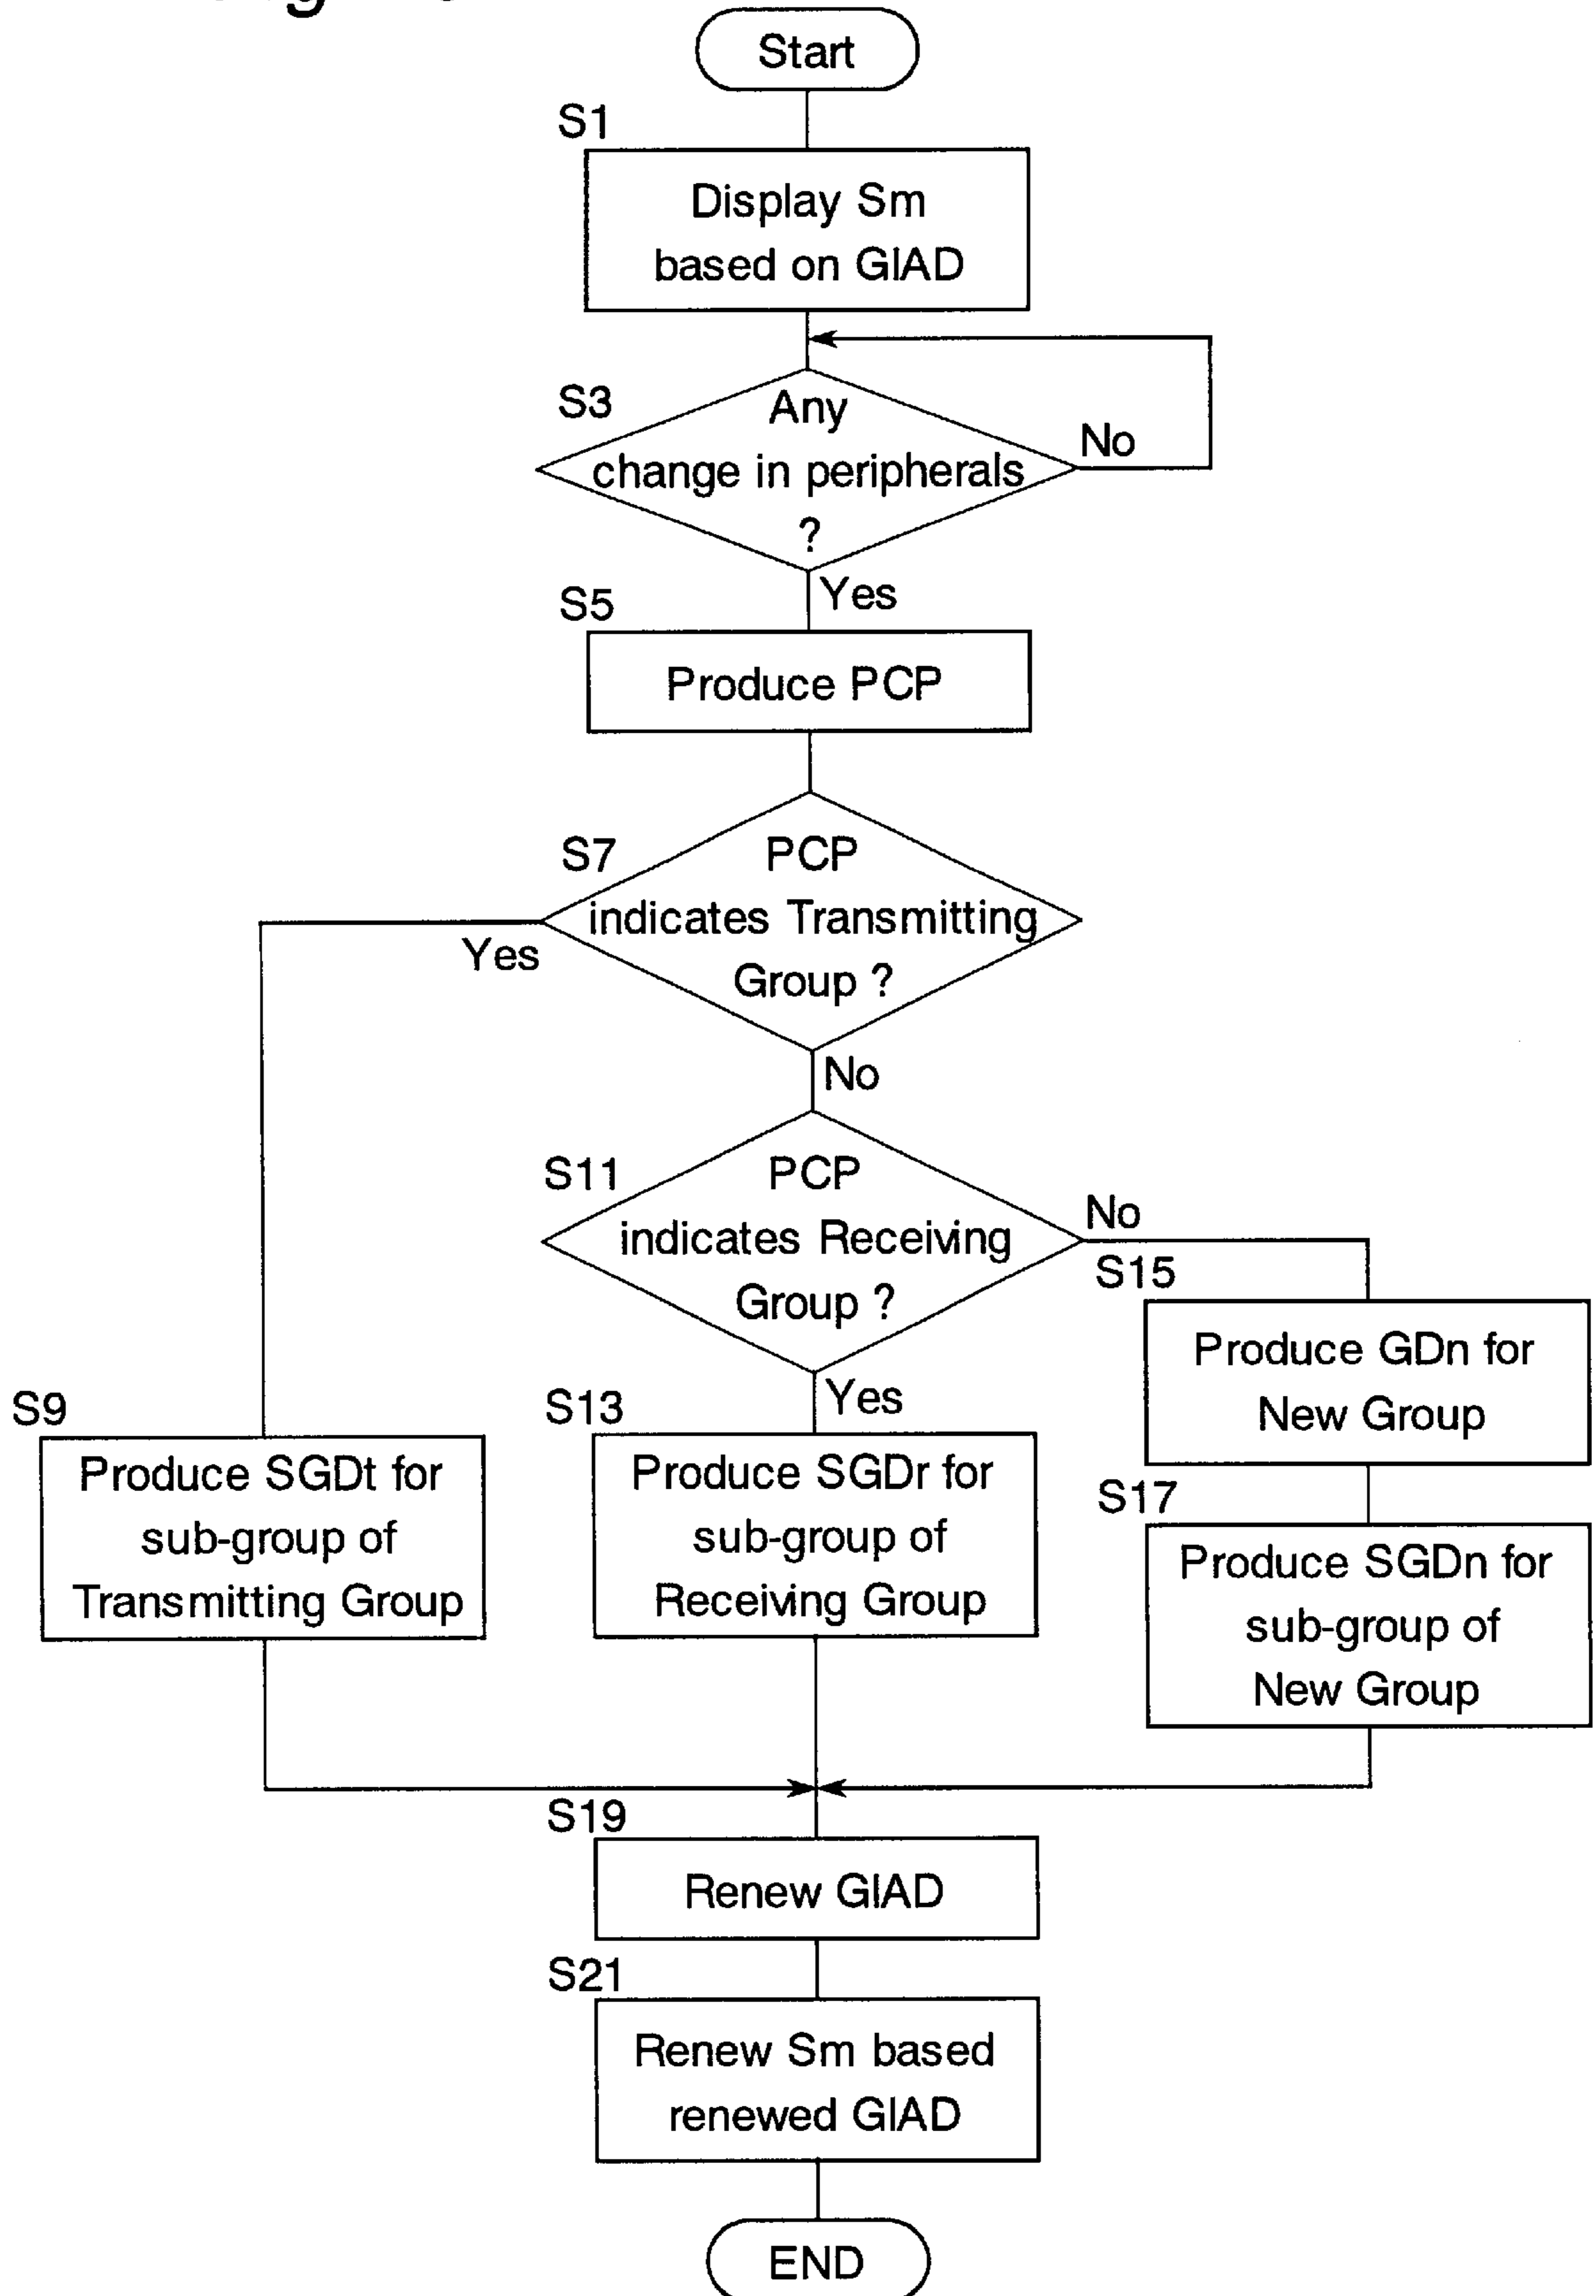 Start
S1
Display Sm
based on GIAD
S3
Any
change in peripherals
?
No
Yes
S5
Produce PCP
S7
PCP
indicates Transmitting
Group ?
Yes
No
S11
PCP
indicates Receiving
Group ?
No
Yes
S15
Produce GDn for
New Group
S9
Produce SGDt for
sub-group of
Transmitting Group
S13
Produce SGDr for
sub-group of
Receiving Group
S17
Produce SGDn for
sub-group of
New Group
S19
Renew GIAD
S21
Renew Sm based
renewed GIAD
END